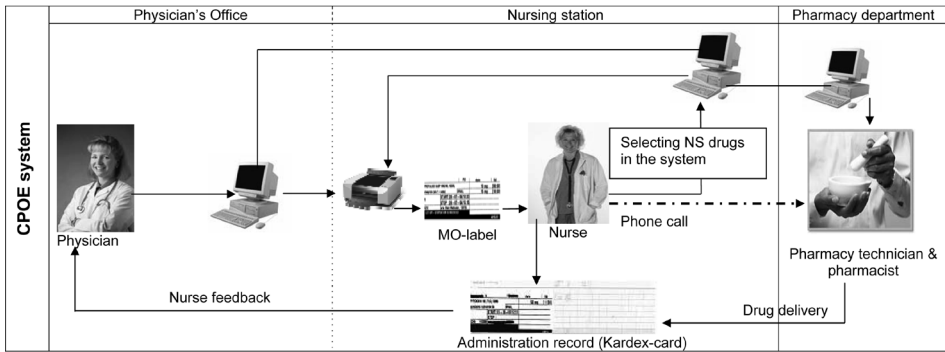 Physician's Office
Nursing station
Pharmacy department
CPOE system
Selecting NS drugs
in the system
Physician
MO-label
Nurse
Phone call
Pharmacy technician &
pharmacist
Nurse feedback
Drug delivery
Administration record (Kardex-card)